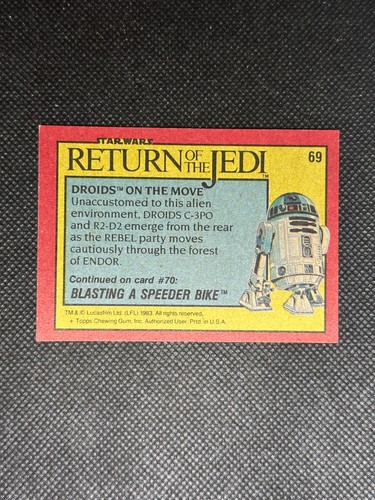 STAR WARS
RETURN OF THE JEDI™
69
DROIDS™ ON THE MOVE
Unaccustomed to this alien
environment, DROIDS C-3PO
and R2-D2 emerge from the rear
as the REBEL party moves
cautiously through the forest
of ENDOR.
Continued on card #70:
BLASTING A SPEEDER BIKE™
TM & © Lucasfilm Ltd. (LFL) 1983. All rights reserved.
Topps Chewing Gum, Inc. Authorized User. Prtd. in U.S.A.